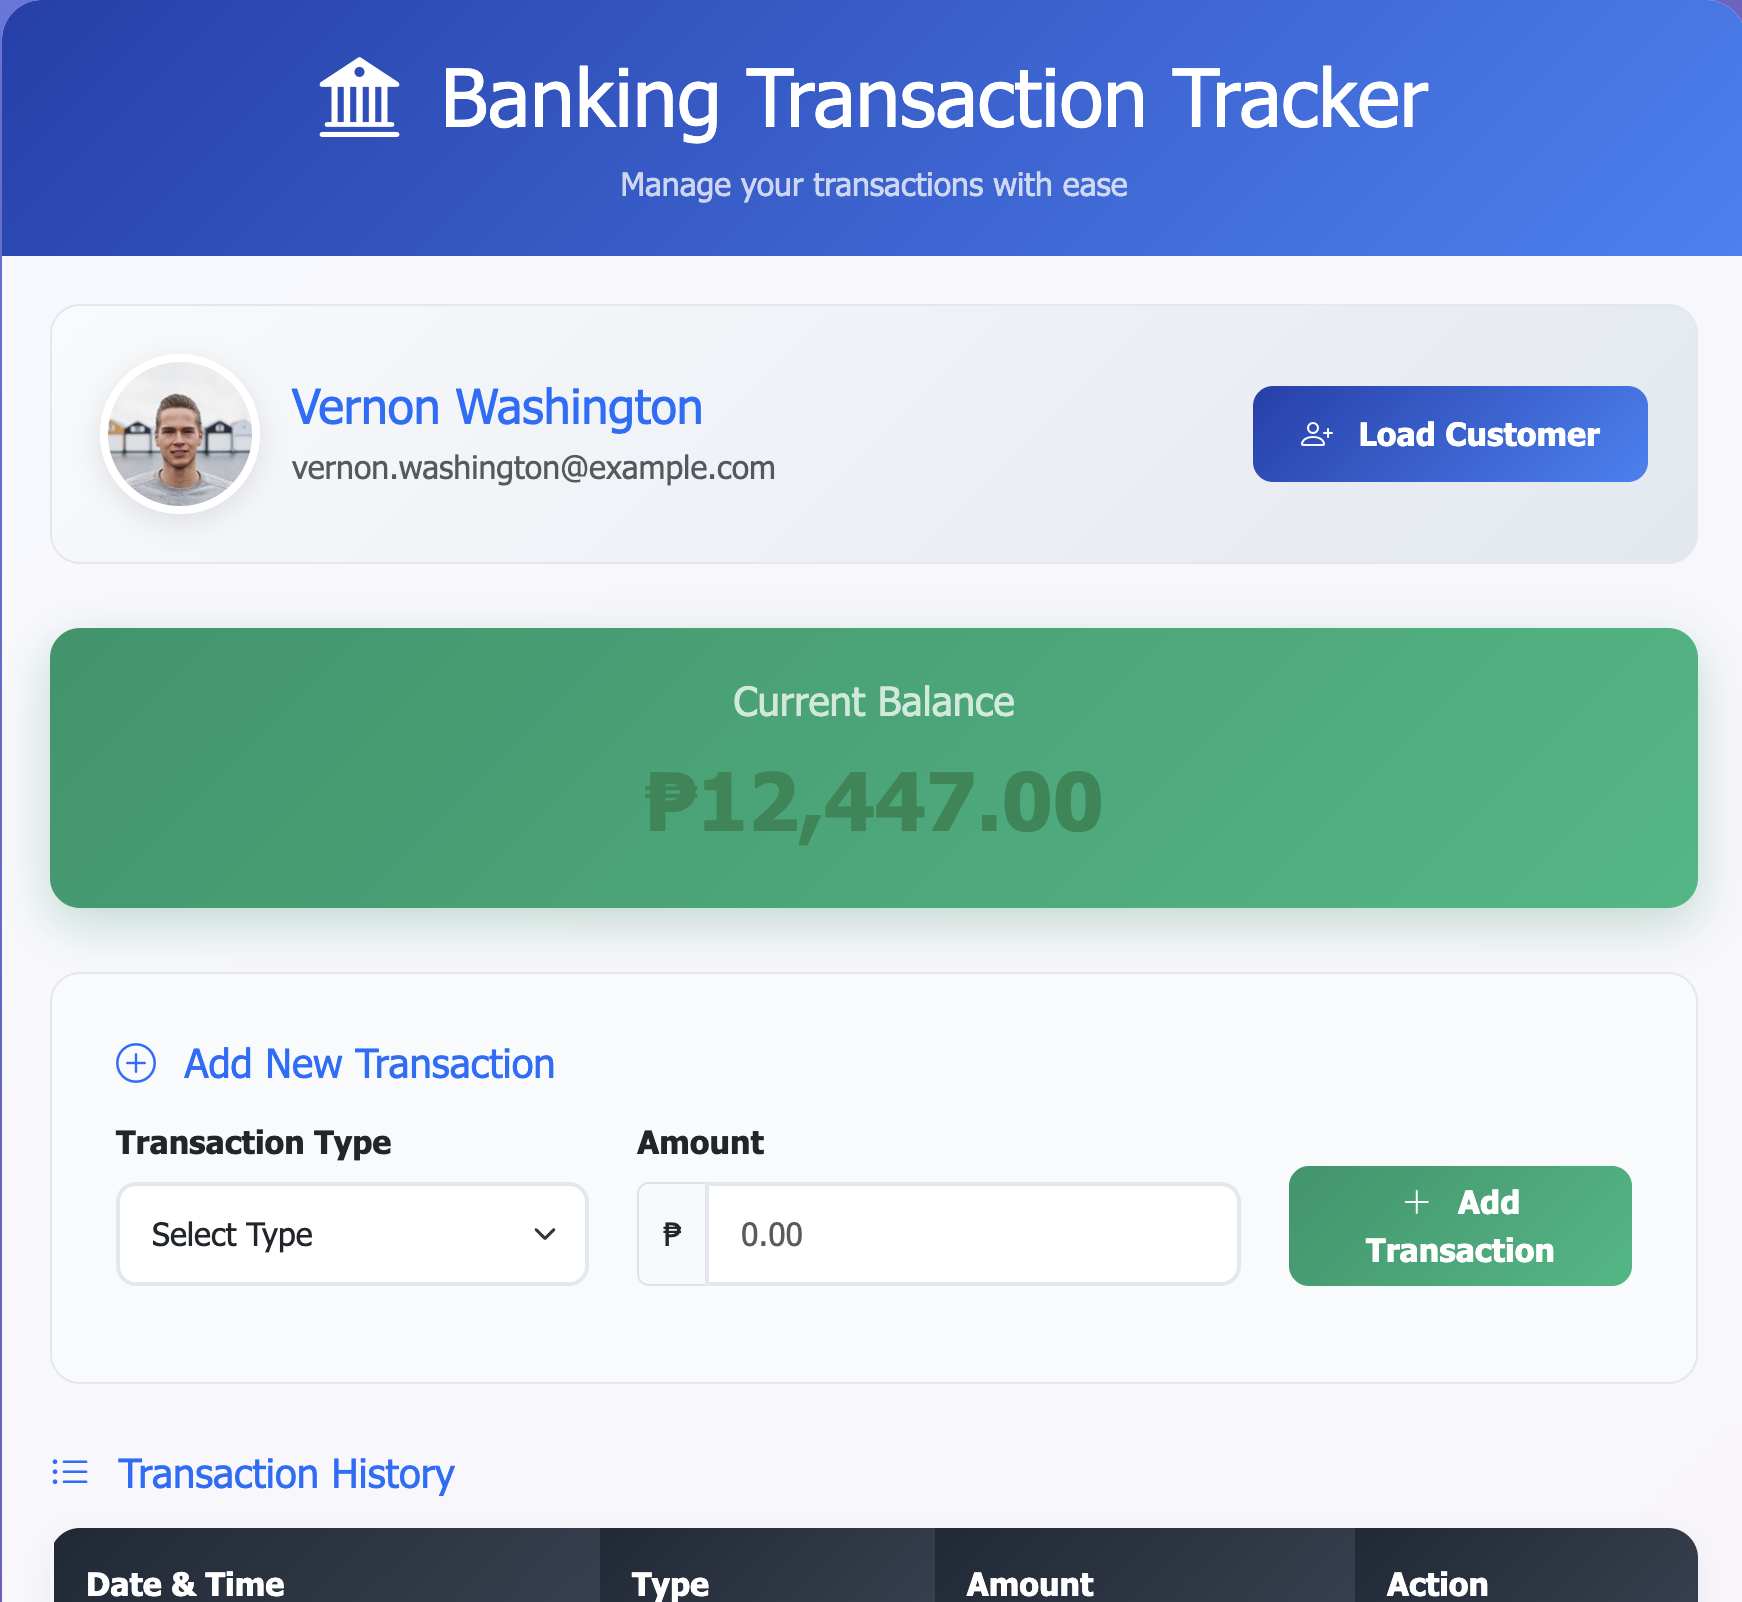 Banking Transaction Tracker
Manage your transactions with ease
Vernon Washington
vernon.washington@example.com
Load Customer
Current Balance
₱12,447.00
Add New Transaction
Transaction Type
Amount
Select Type
₱
0.00
Add
Transaction
Transaction History
Date & Time
Type
Amount
Action